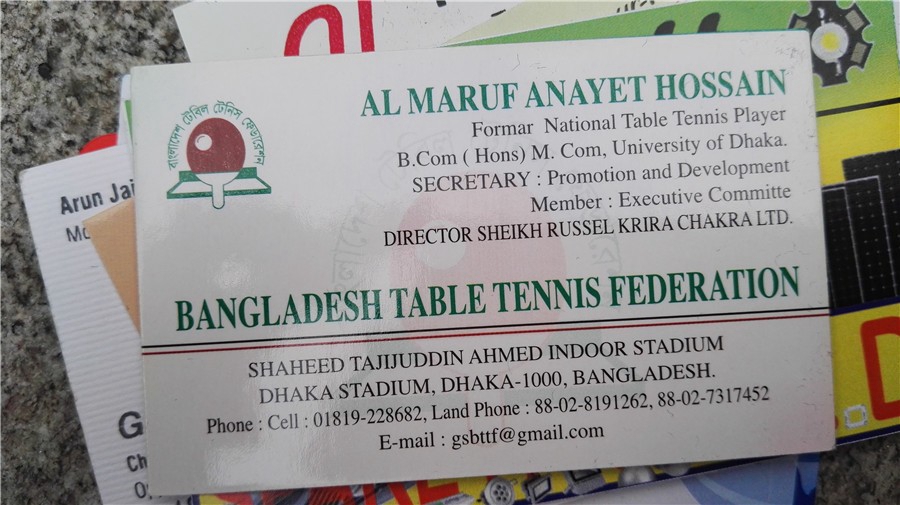 বাংলাদেশ টেবিল টেনিস ফেডারেশন
AL MARUF ANAYET HOSSAIN
Formar National Table Tennis Player
B.Com ( Hons) M. Com, University of Dhaka.
SECRETARY : Promotion and Development
Member : Executive Committe
DIRECTOR SHEIKH RUSSEL KRIRA CHAKRA LTD.
BANGLADESH TABLE TENNIS FEDERATION
SHAHEED TAJIJUDDIN AHMED INDOOR STADIUM
DHAKA STADIUM, DHAKA-1000, BANGLADESH.
Phone : Cell : 01819-228682, Land Phone : 88-02-8191262, 88-02-7317452
E-mail : gsbttf@gmail.com
Arun